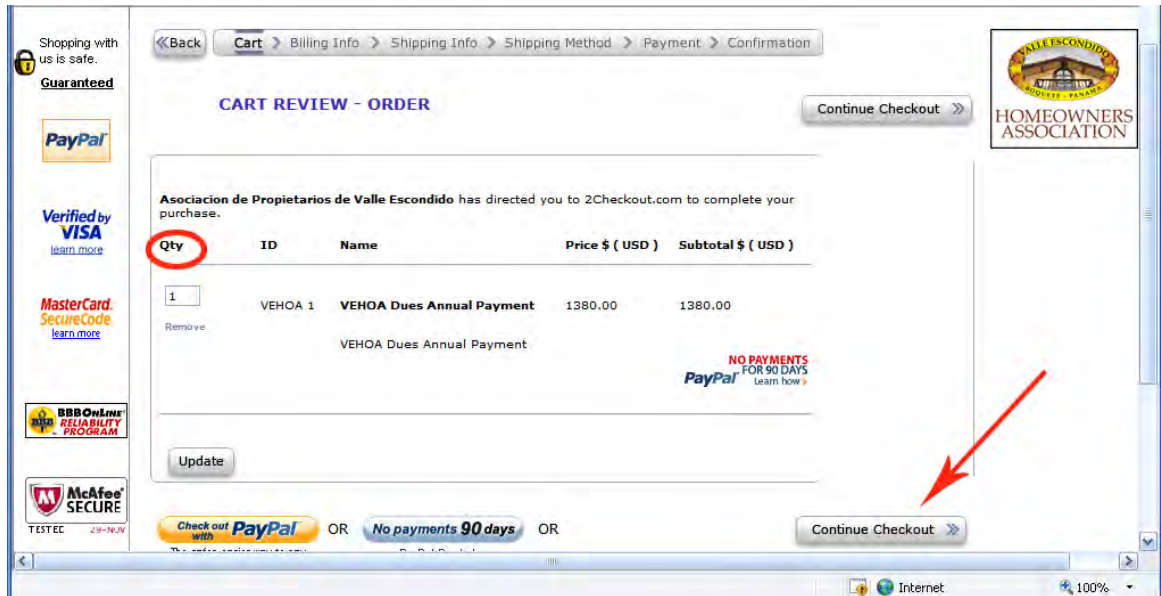 Shopping with
us is safe.
Guaranteed
PayPal
Verified by
VISA
learn more
MasterCard.
SecureCode.
learn more
BBBOnLine
RELIABILITY
PROGRAM
McAfee
SECURE
TESTED 29-NOV
Back Cart > Billing Info > Shipping Info > Shipping Method > Payment > Confirmation
CART REVIEW - ORDER
Continue Checkout
Asociacion de Propietarios de Valle Escondido has directed you to 2Checkout.com to complete your
purchase.
Qty ID Name Price $ ( USD ) Subtotal $ ( USD )
1 VEHOA 1 VEHOA Dues Annual Payment 1380.00 1380.00
Remove
VEHOA Dues Annual Payment
NO PAYMENTS
FOR 90 DAYS
PayPal Learn how
Update
Check out with PayPal OR No payments 90 days OR
Continue Checkout
VALLE ESCONDIDO
BOQUETE - PANAMA
HOMEOWNERS
ASSOCIATION
Internet 100%